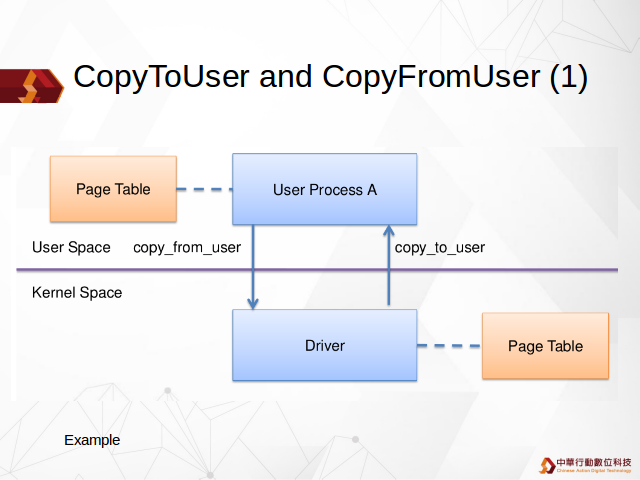 CopyToUser and CopyFromUser (1)
Page Table
User Process A
User Space
copy_from_user
copy_to_user
Kernel Space
Driver
Page Table
Example
中華行動數位科技
Chinese Action Digital Technology